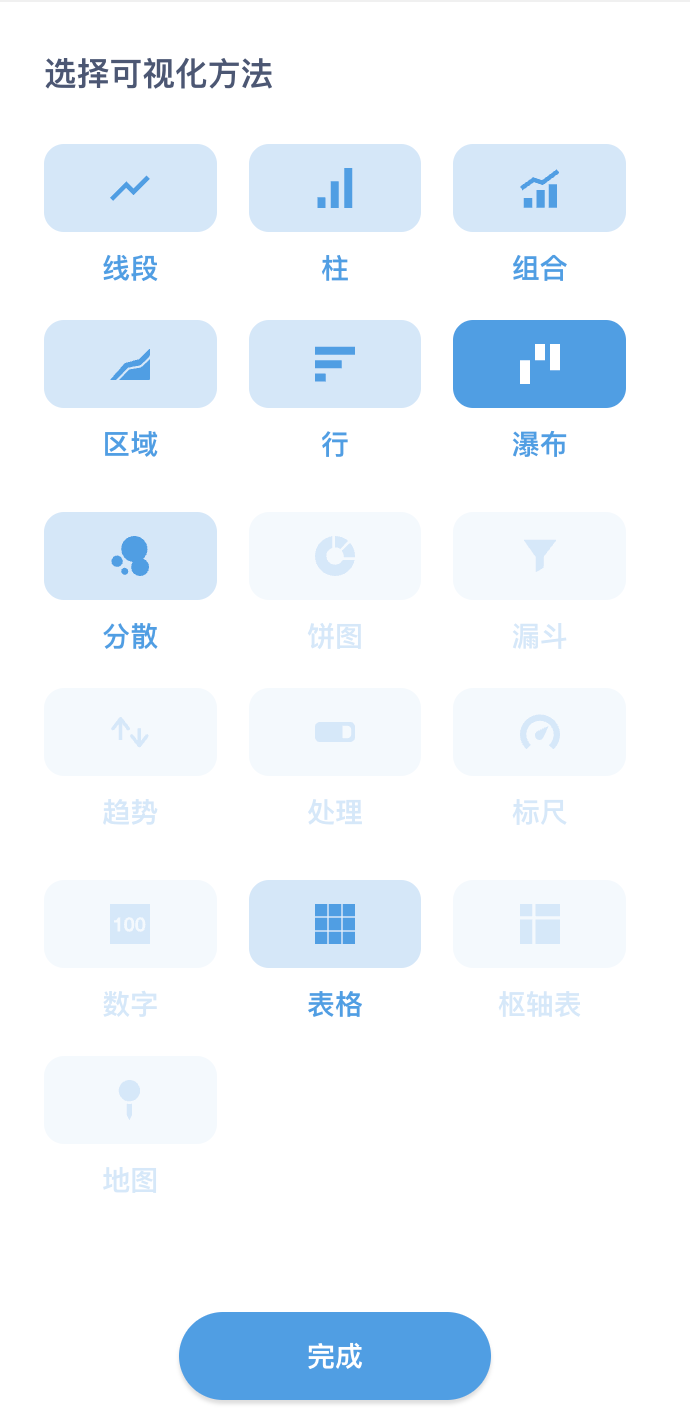 选择可视化方法
线段 柱 组合
区域 行 瀑布
分散 饼图 漏斗
趋势 处理 标尺
100
数字 表格 枢轴表
地图
完成